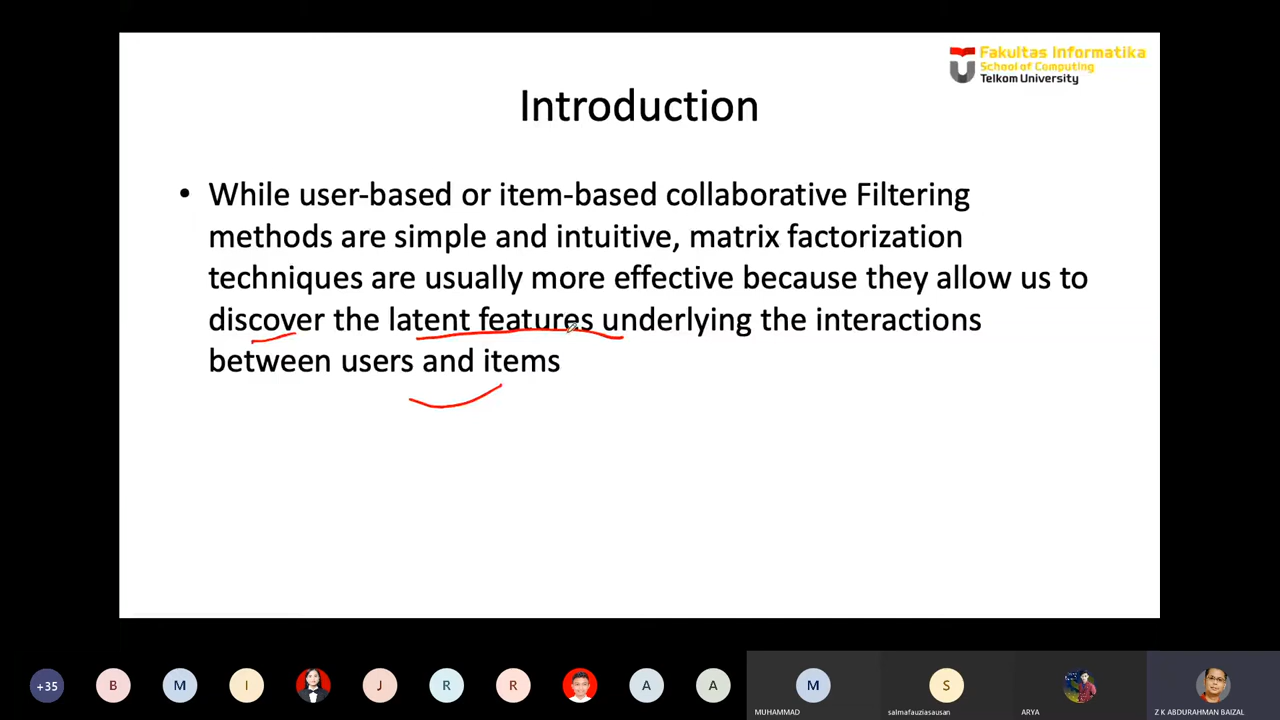 Fakultas Informatika
School of Computing
Telkom University
Introduction
• While user-based or item-based collaborative Filtering
methods are simple and intuitive, matrix factorization
techniques are usually more effective because they allow us to
discover the latent features underlying the interactions
between users and items
+35 B M I J R R A A M S
MUHAMMAD salmafauziasausan ARYA Z K ABDURAHMAN BAIZAL